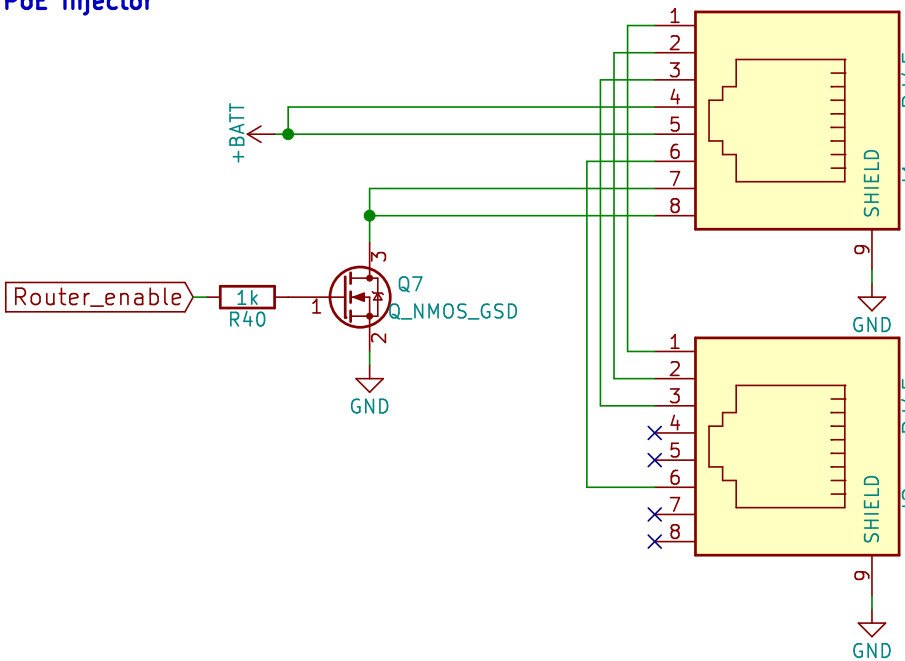 PoE Injector
1
2
3
4
5
6
7
8
SHIELD
9
GND
+BATT
3
Q7
Q_NMOS_GSD
1
2
GND
Router_enable
1k
R40
1
2
3
4
5
6
7
8
SHIELD
9
GND